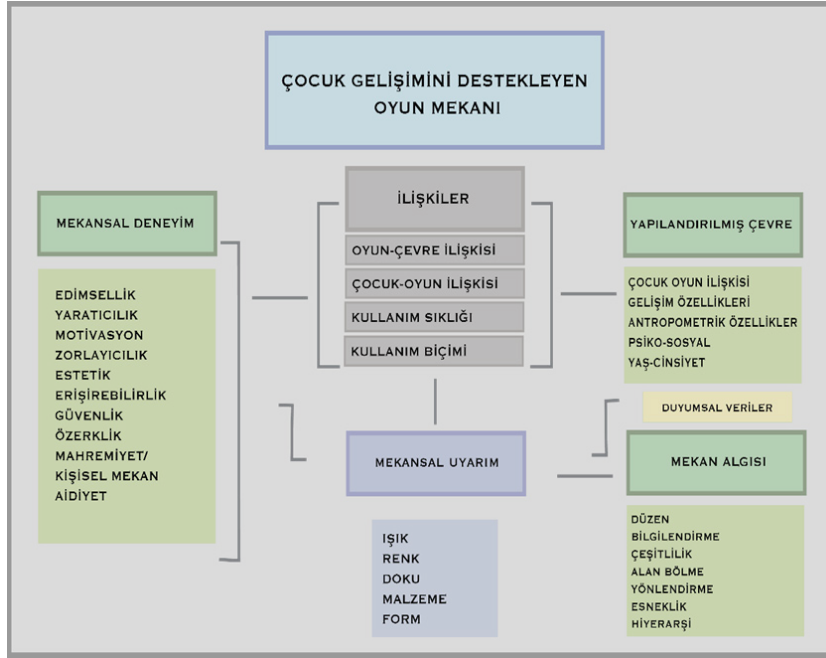 ÇOCUK GELİŞİMİNİ DESTEKLEYEN
OYUN MEKANI
MEKANSAL DENEYİM
EDİMSELLİK
YARATICILIK
MOTİVASYON
ZORLAYICILIK
ESTETİK
ERİŞİREBİLİRLİK
GÜVENLİK
ÖZERKLİK
MAHREMİYET/
KİŞİSEL MEKAN
AİDİYET
İLİŞKİLER
OYUN-ÇEVRE İLİŞKİSİ
ÇOCUK-OYUN İLİŞKİSİ
KULLANIM SIKLIĞI
KULLANIM BİÇİMİ
MEKANSAL UYARIM
IŞIK
RENK
DOKU
MALZEME
FORM
YAPILANDIRILMIŞ ÇEVRE
ÇOCUK OYUN İLİŞKİSİ
GELİŞİM ÖZELLİKLERİ
ANTROPOMETRİK ÖZELLİKLER
PSİKO-SOSYAL
YAŞ-CİNSİYET
DUYUMSAL VERİLER
MEKAN ALGISI
DÜZEN
BİLGİLENDİRME
ÇEŞİTLİLİK
ALAN BÖLME
YÖNLENDİRME
ESNEKLİK
HİYERARŞİ